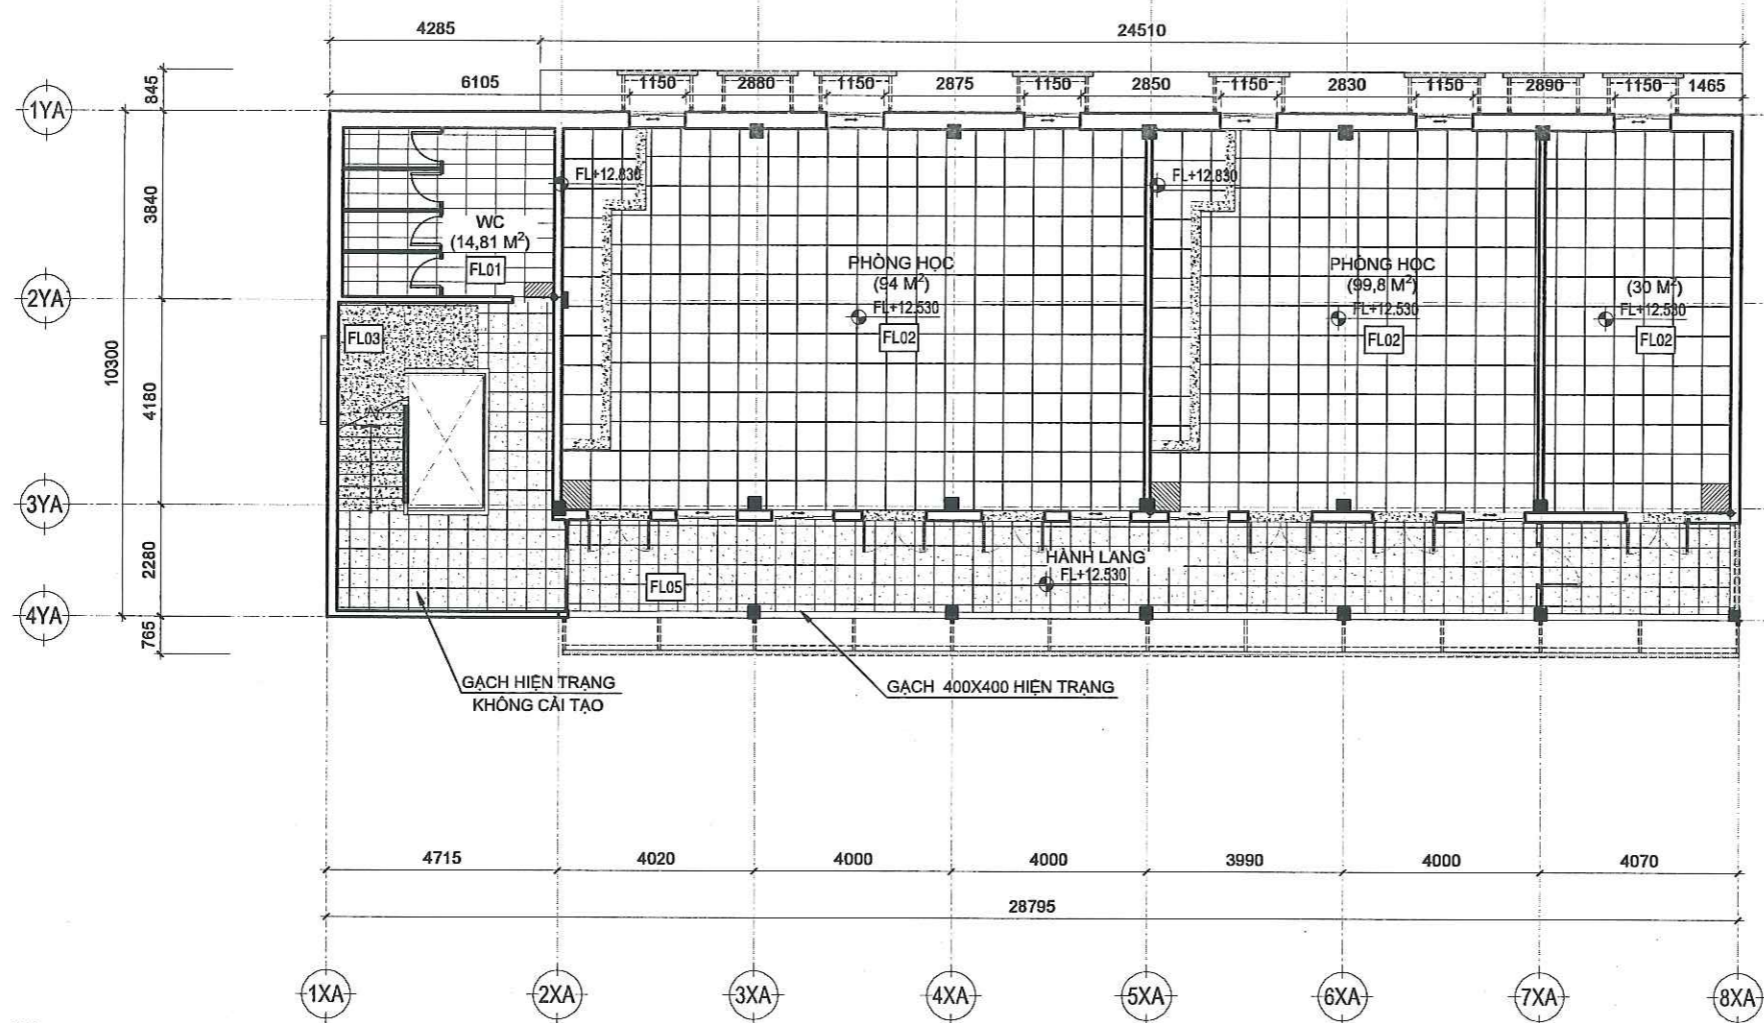 4285
24510
6105
1150
2880
1150
2875
1150
2850
1150
2830
1150
2890
1150
1465
845
1YA
3840
2YA
10300
4180
3YA
2280
4YA
765
WC
(14,81 M²)
FL01
FL03
FL+12.830
PHÒNG HỌC
(94 M²)
FL+12.530
FL02
FL+12.830
PHÒNG HỌC
(99,8 M²)
FL+12.530
FL02
(30 M²)
FL+12.530
FL02
HÀNH LANG
FL+12.530
FL05
GẠCH HIỆN TRẠNG
KHÔNG CẢI TẠO
GẠCH 400X400 HIỆN TRẠNG
4715
4020
4000
4000
3990
4000
4070
28795
1XA
2XA
3XA
4XA
5XA
6XA
7XA
8XA